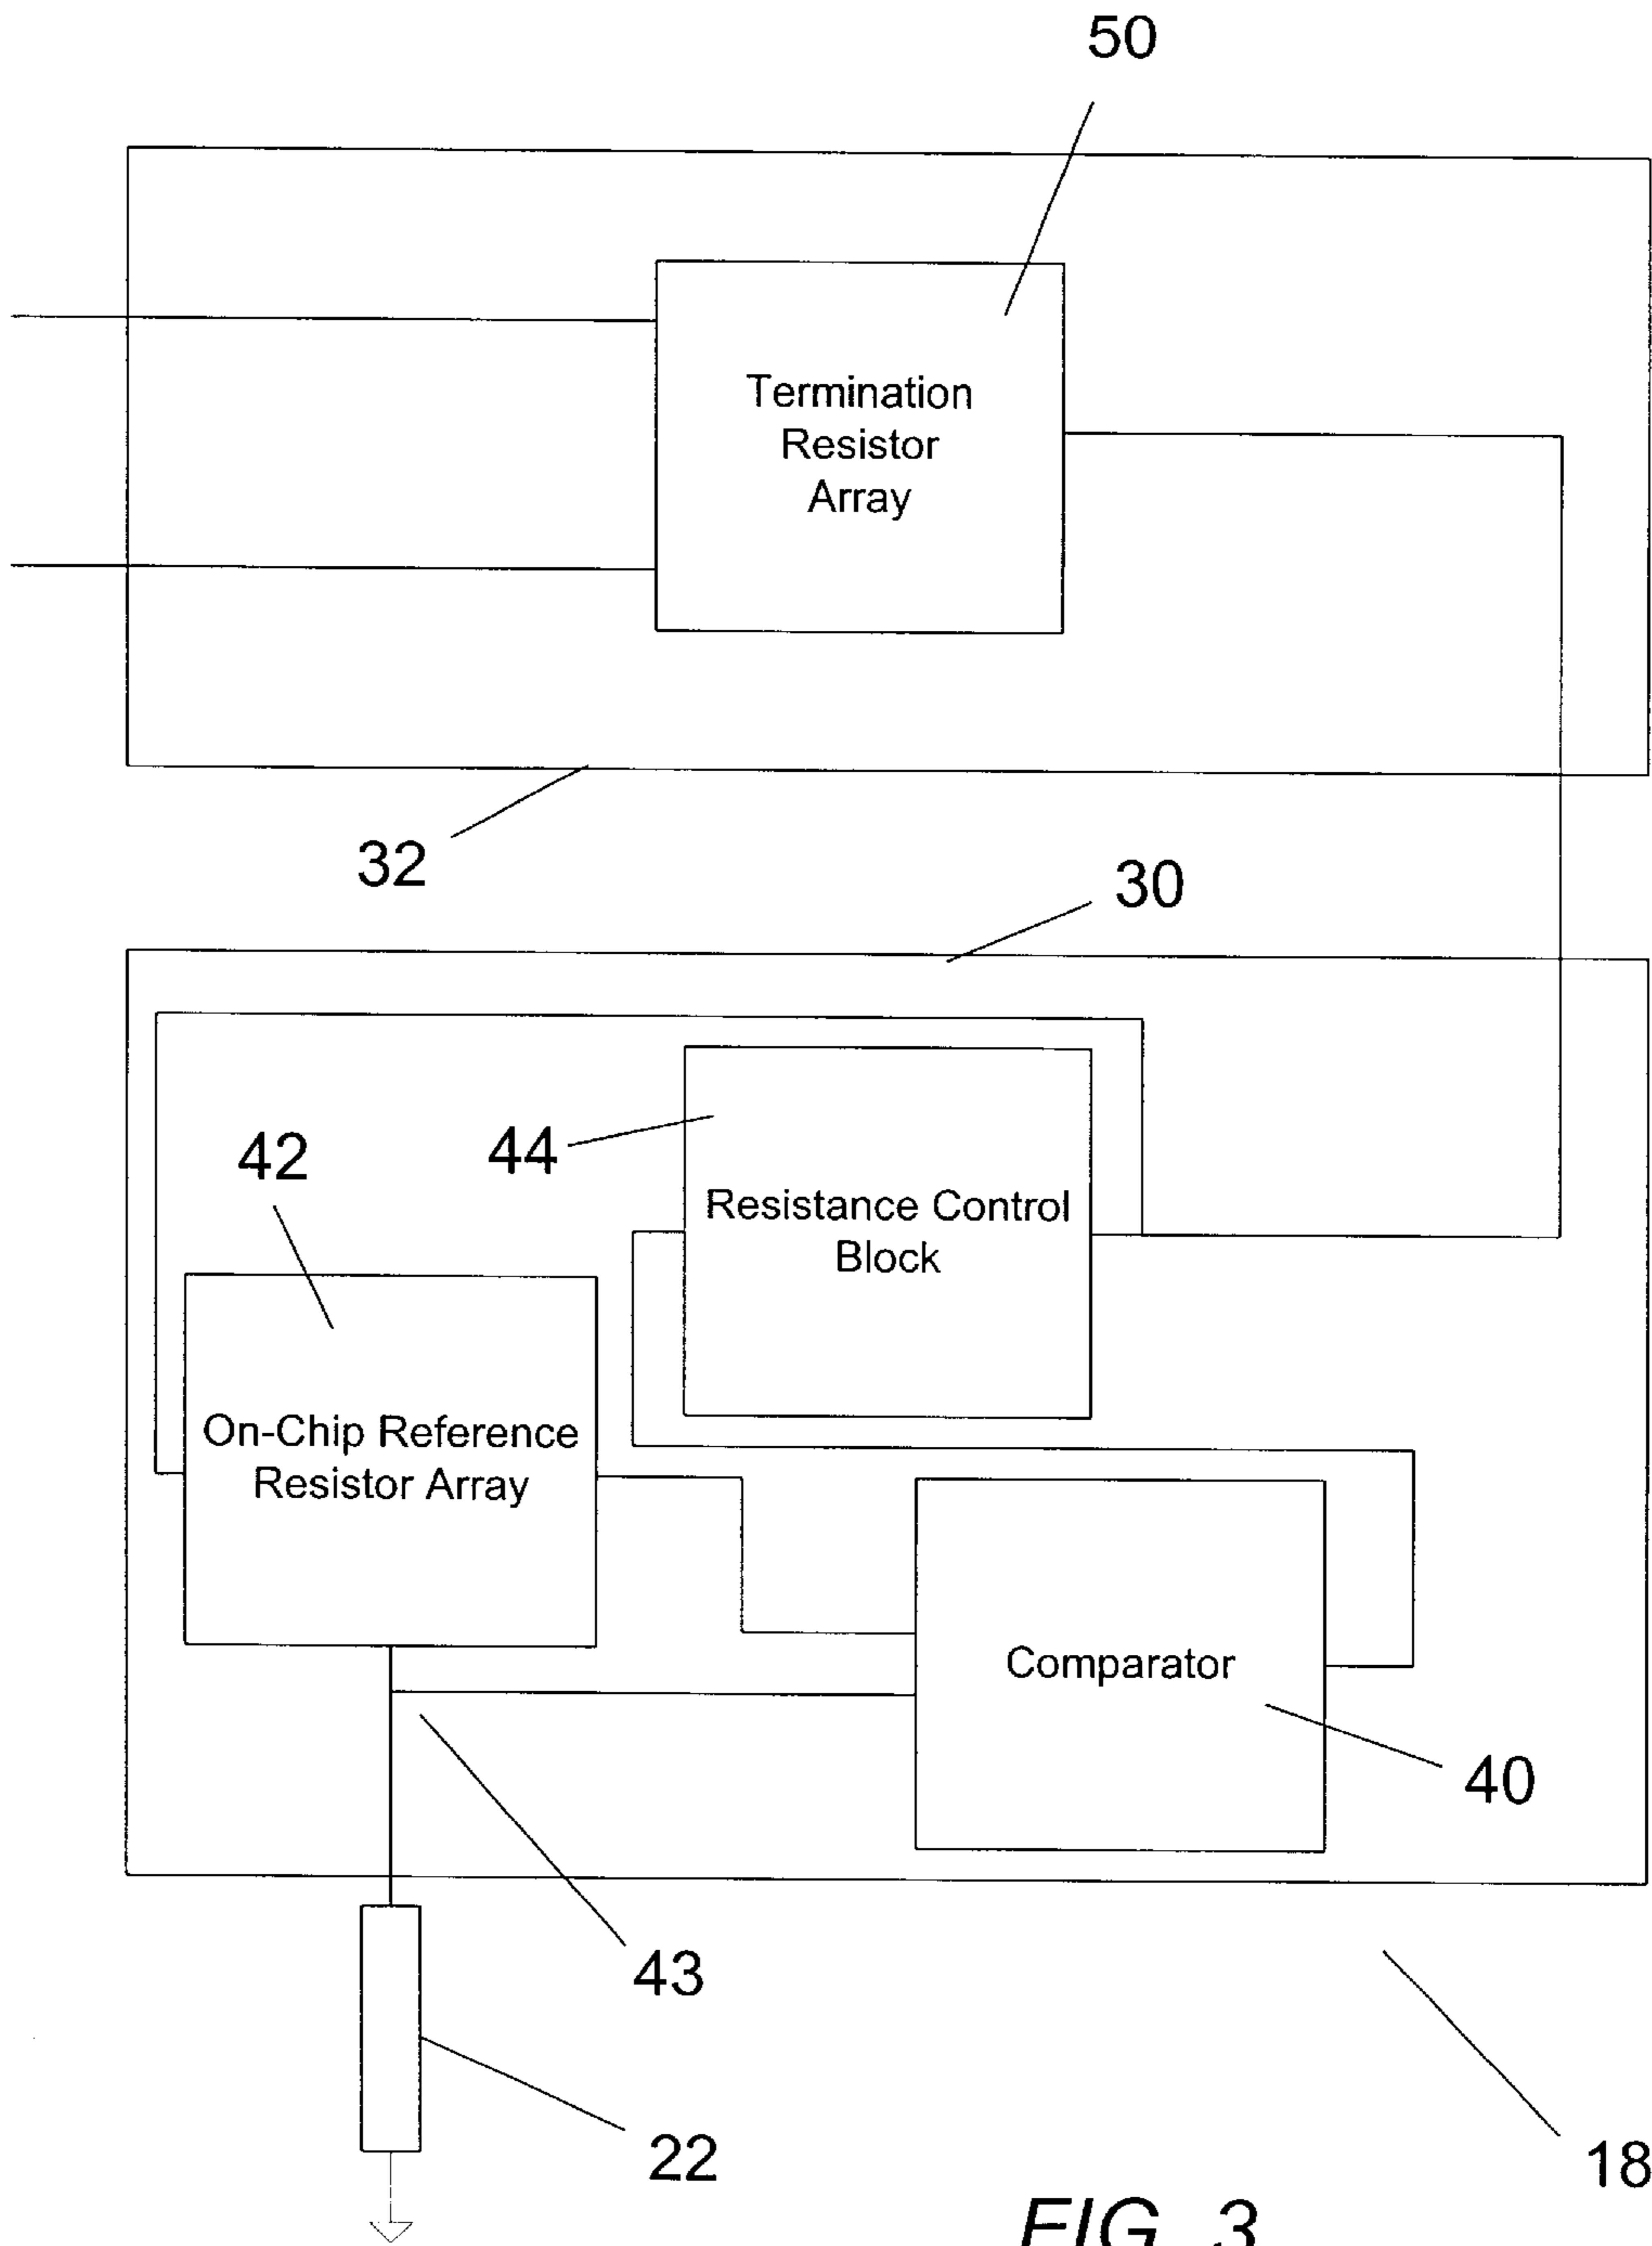 50
Termination
Resistor
Array
32
30
42
44
Resistance Control
Block
On-Chip Reference
Resistor Array
Comparator
40
43
22
18
FIG. 3